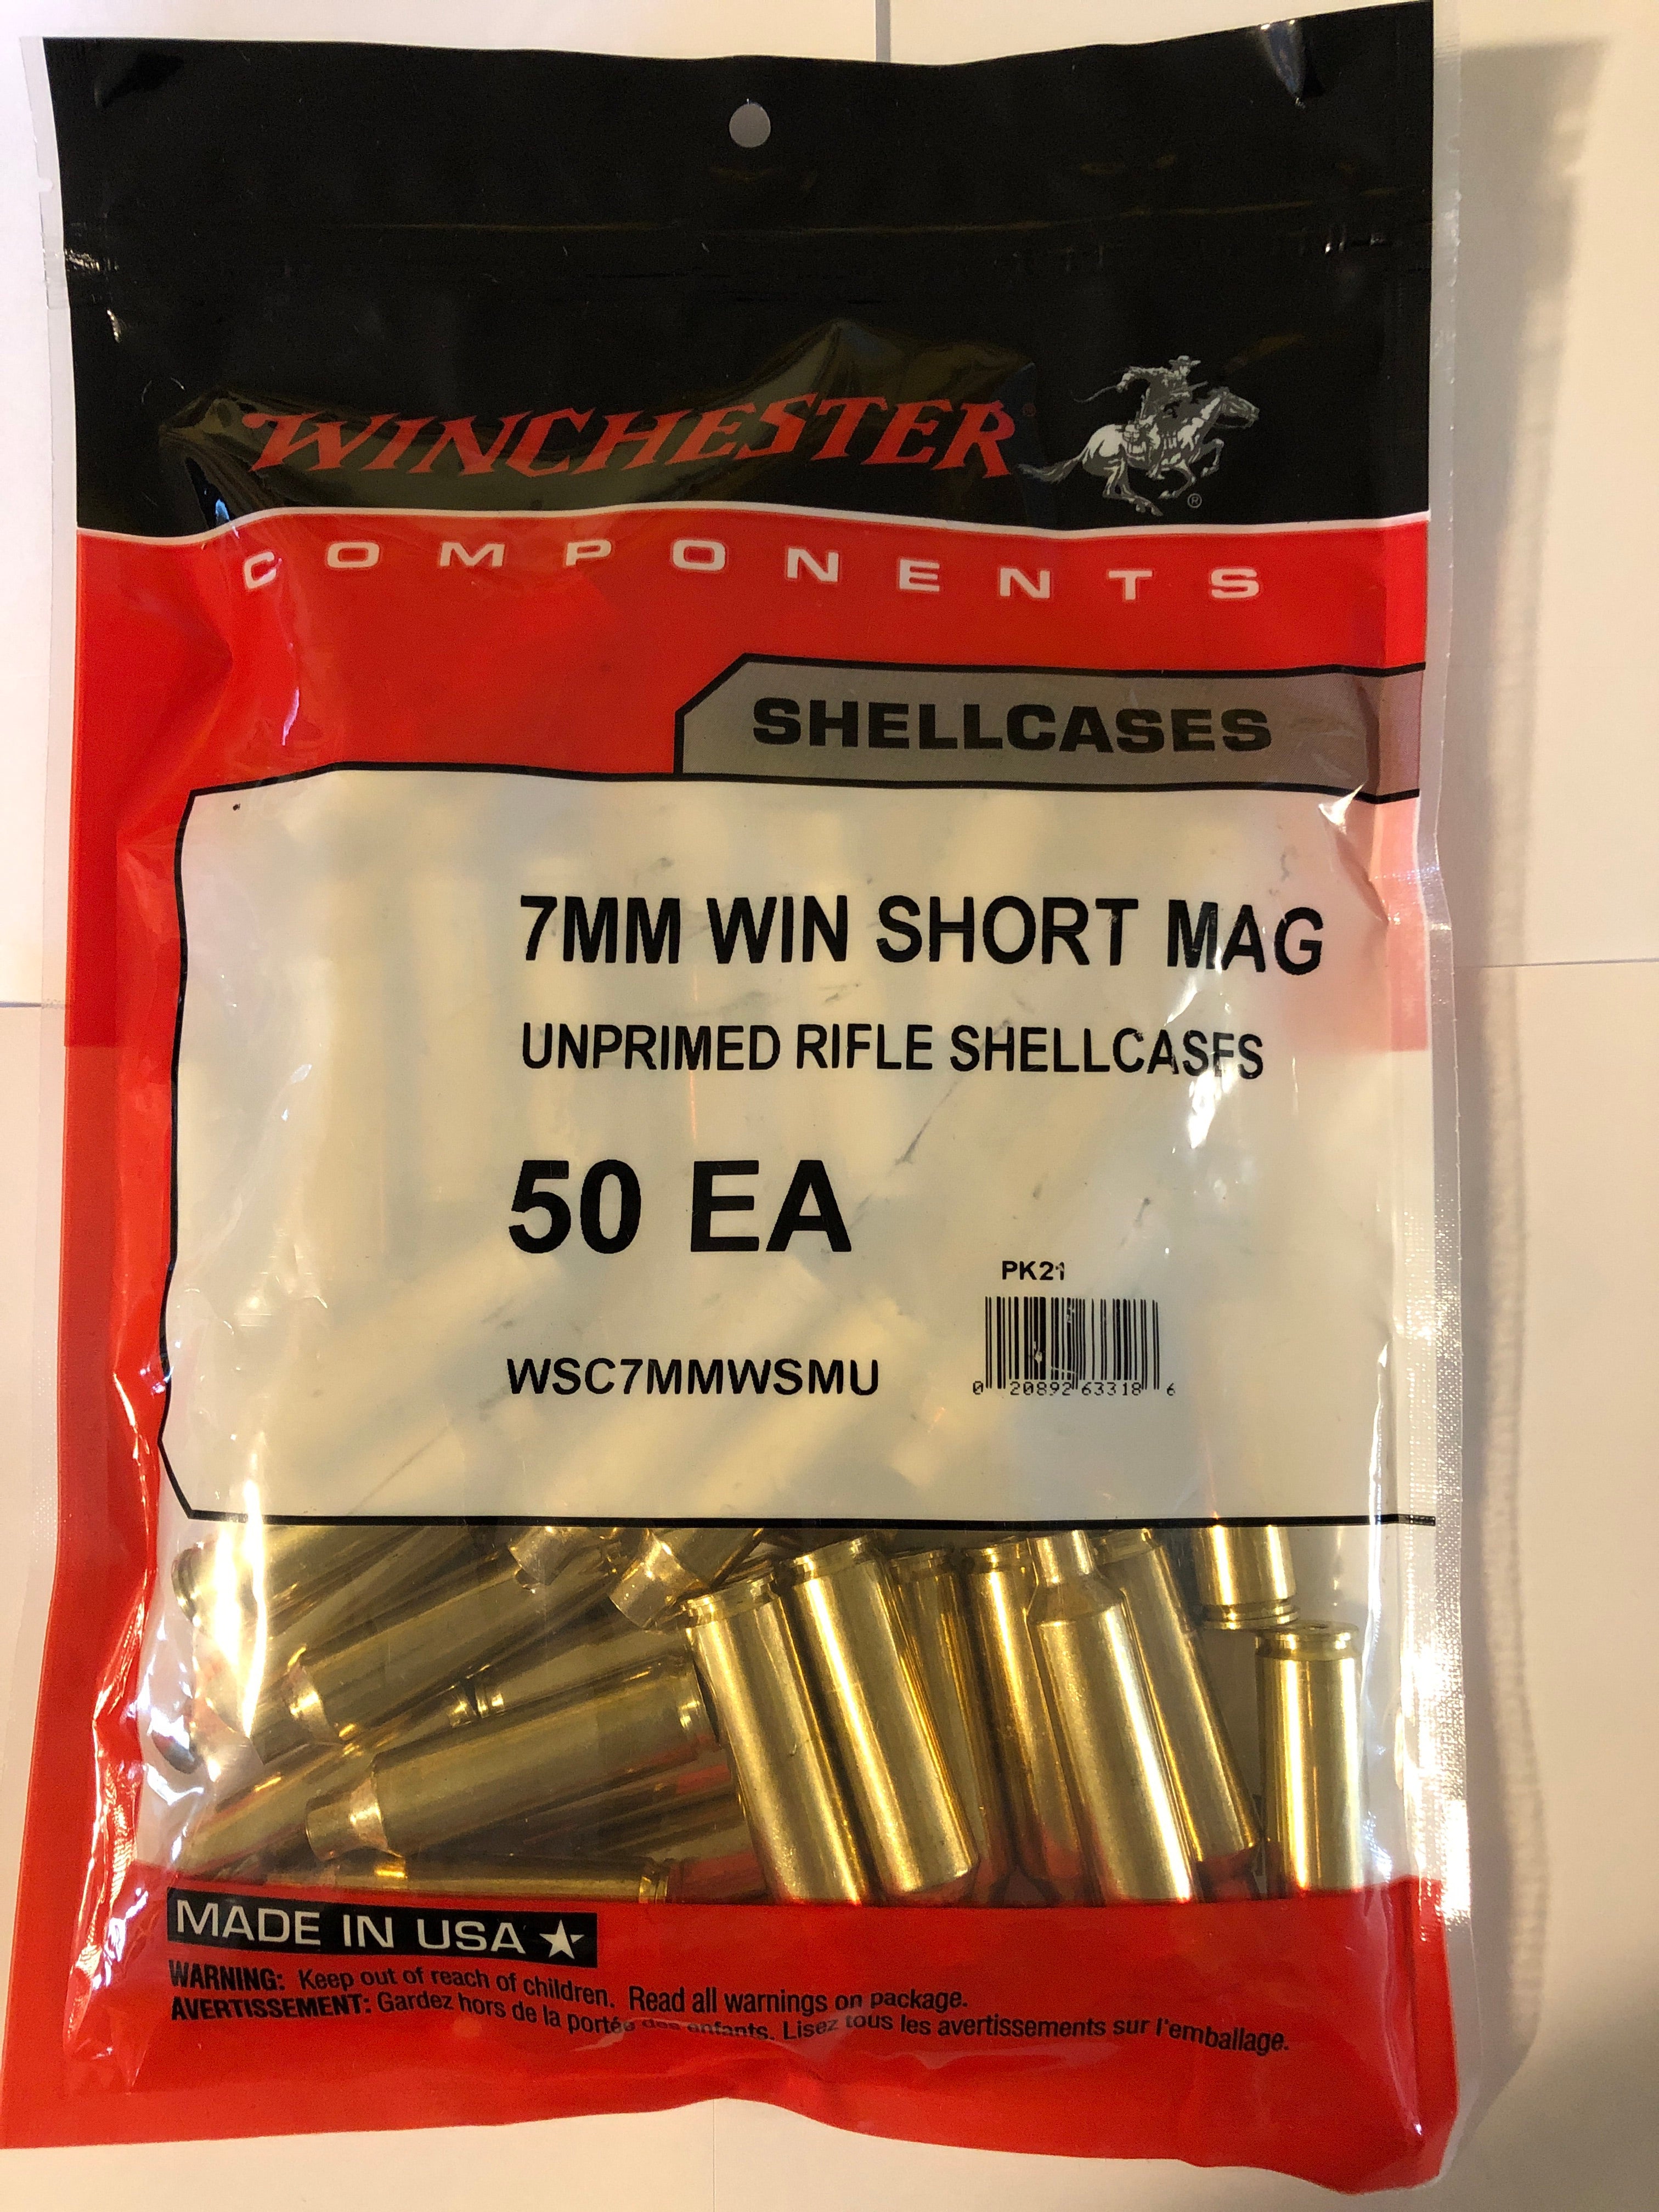 WINCHESTER®
®
COMPONENTS
SHELLCASES
7MM WIN SHORT MAG
UNPRIMED RIFLE SHELLCASES
50 EA
PK21
WSC7MMWSMU
0 20892 63318 6
MADE IN USA
WARNING: Keep out of reach of children. Read all warnings on package.
AVERTISSEMENT: Gardez hors de la portée des enfants. Lisez tous les avertissements sur l'emballage.